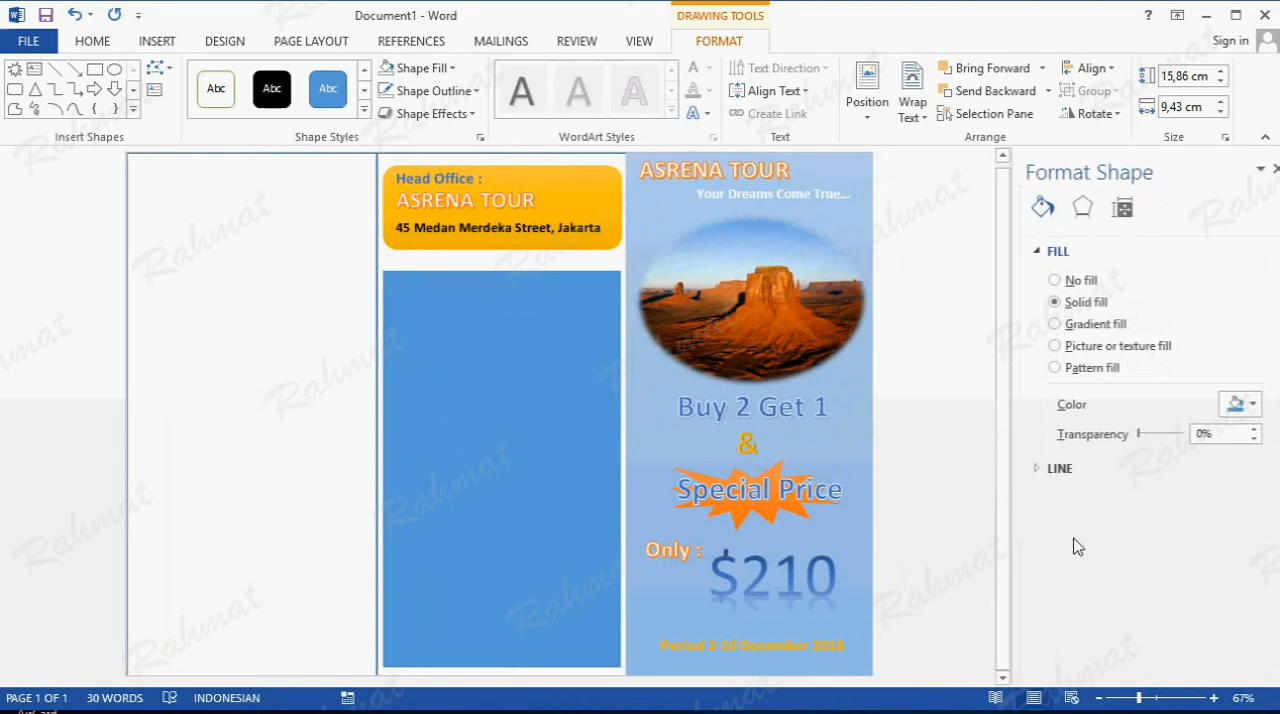 Document1 - Word
DRAWING TOOLS
?
FILE
HOME
INSERT
DESIGN
PAGE LAYOUT
REFERENCES
MAILINGS
REVIEW
VIEW
FORMAT
Sign in
Abc
Abc
Abc
Shape Fill
Shape Outline
Shape Effects
A A A
A
A
A
Text Direction
Align Text
Create Link
Position
Wrap
Text
Bring Forward
Send Backward
Selection Pane
Align
Group
Rotate
15,86 cm
9,43 cm
Insert Shapes
Shape Styles
WordArt Styles
Text
Arrange
Size
Head Office :
ASRENA TOUR
45 Medan Merdeka Street, Jakarta
ASRENA TOUR
Your Dreams Come True...
Buy 2 Get 1
&
Special Price
Only :
$210
Period 2-10 December 2018
Format Shape
FILL
No fill
Solid fill
Gradient fill
Picture or texture fill
Pattern fill
Color
Transparency
0%
LINE
PAGE 1 OF 1
30 WORDS
INDONESIAN
67%
Rahmat